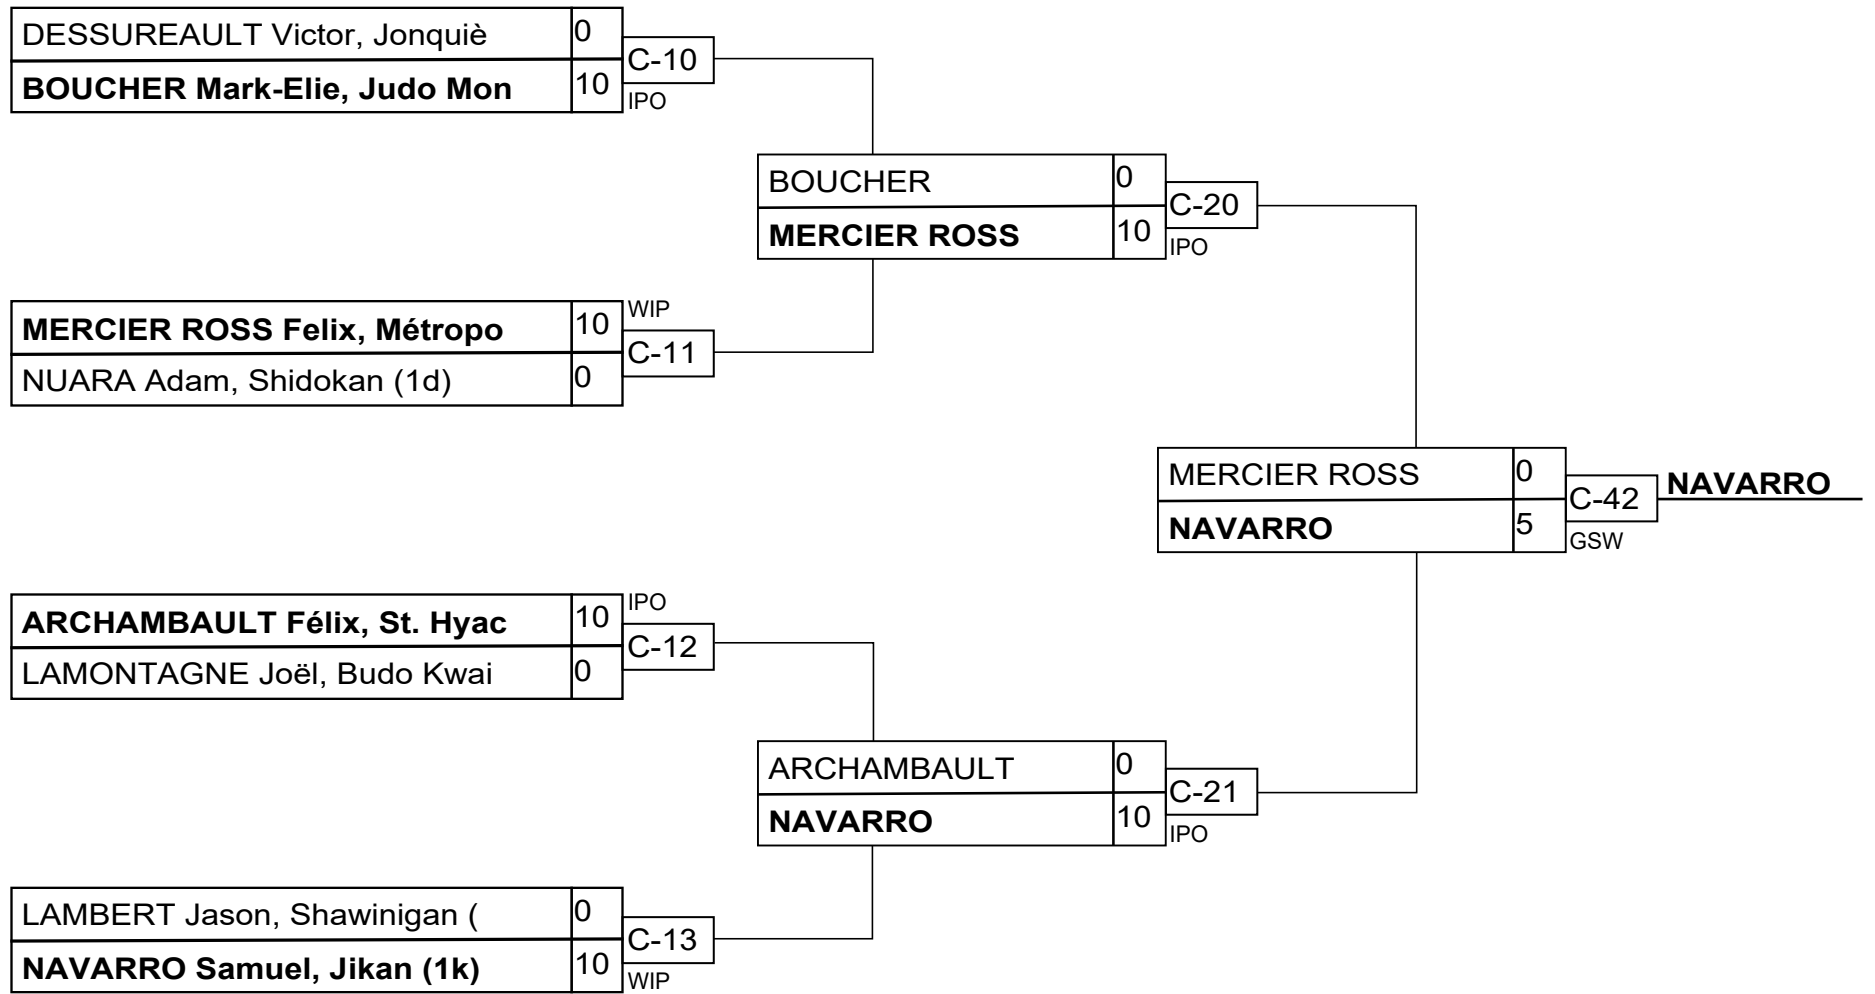 DESSUREAULT Victor, Jonquiè 0
C-10
BOUCHER Mark-Elie, Judo Mon 10
IPO
BOUCHER 0
C-20
MERCIER ROSS 10
IPO
WIP
MERCIER ROSS Felix, Métropo 10
C-11
NUARA Adam, Shidokan (1d) 0
MERCIER ROSS 0
C-42
NAVARRO
NAVARRO 5
GSW
IPO
ARCHAMBAULT Félix, St. Hyac 10
C-12
LAMONTAGNE Joël, Budo Kwai 0
ARCHAMBAULT 0
C-21
NAVARRO 10
IPO
LAMBERT Jason, Shawinigan ( 0
C-13
NAVARRO Samuel, Jikan (1k) 10
WIP